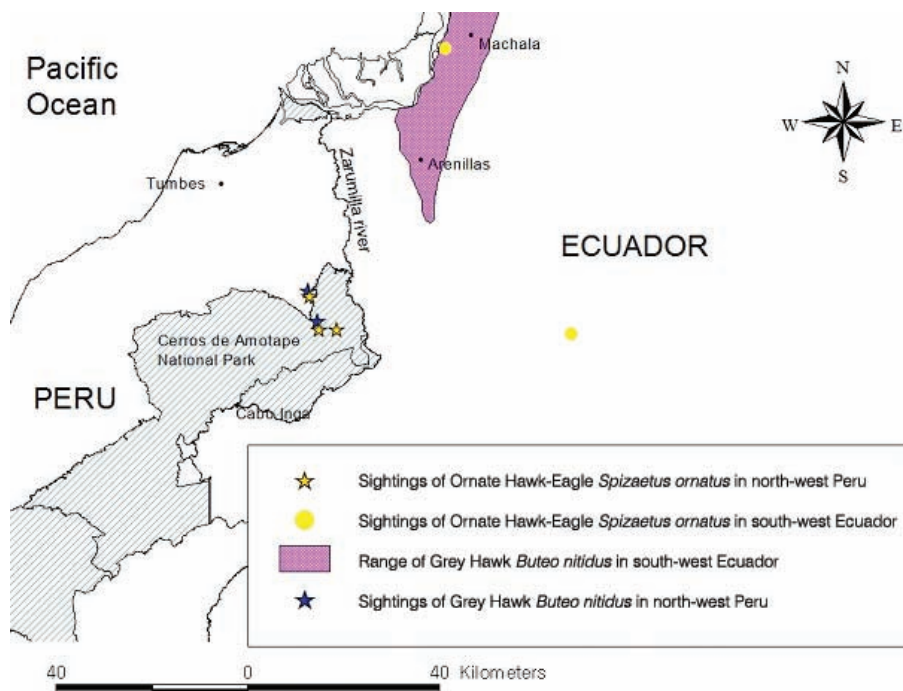 Pacific
Ocean
Machala
N
W E
S
Arenillas
Tumbes
Zarumilla river
ECUADOR
Cerros de Amotape
National Park
PERU
Cabo Inga
Sightings of Ornate Hawk-Eagle Spizaetus ornatus in north-west Peru
Sightings of Ornate Hawk-Eagle Spizaetus ornatus in south-west Ecuador
Range of Grey Hawk Buteo nitidus in south-west Ecuador
Sightings of Grey Hawk Buteo nitidus in north-west Peru
40 0 40 Kilometers